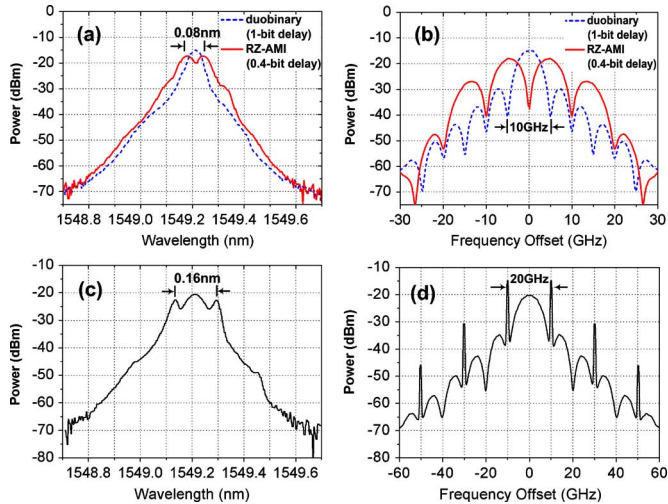 (a)
0.08nm
duobinary
(1-bit delay)
RZ-AMI
(0.4-bit delay)
Power (dBm)
-10
-20
-30
-40
-50
-60
-70
1548.8 1549.0 1549.2 1549.4 1549.6
Wavelength (nm)
(b)
duobinary
(1-bit delay)
RZ-AMI
(0.4-bit delay)
10GHz
Power (dBm)
0
-10
-20
-30
-40
-50
-60
-70
-30 -20 -10 0 10 20 30
Frequency Offset (GHz)
(c)
0.16nm
Power (dBm)
-10
-20
-30
-40
-50
-60
-70
-80
1548.8 1549.0 1549.2 1549.4 1549.6
Wavelength (nm)
(d)
20GHz
Power (dBm)
-10
-20
-30
-40
-50
-60
-70
-80
-60 -40 -20 0 20 40 60
Frequency Offset (GHz)